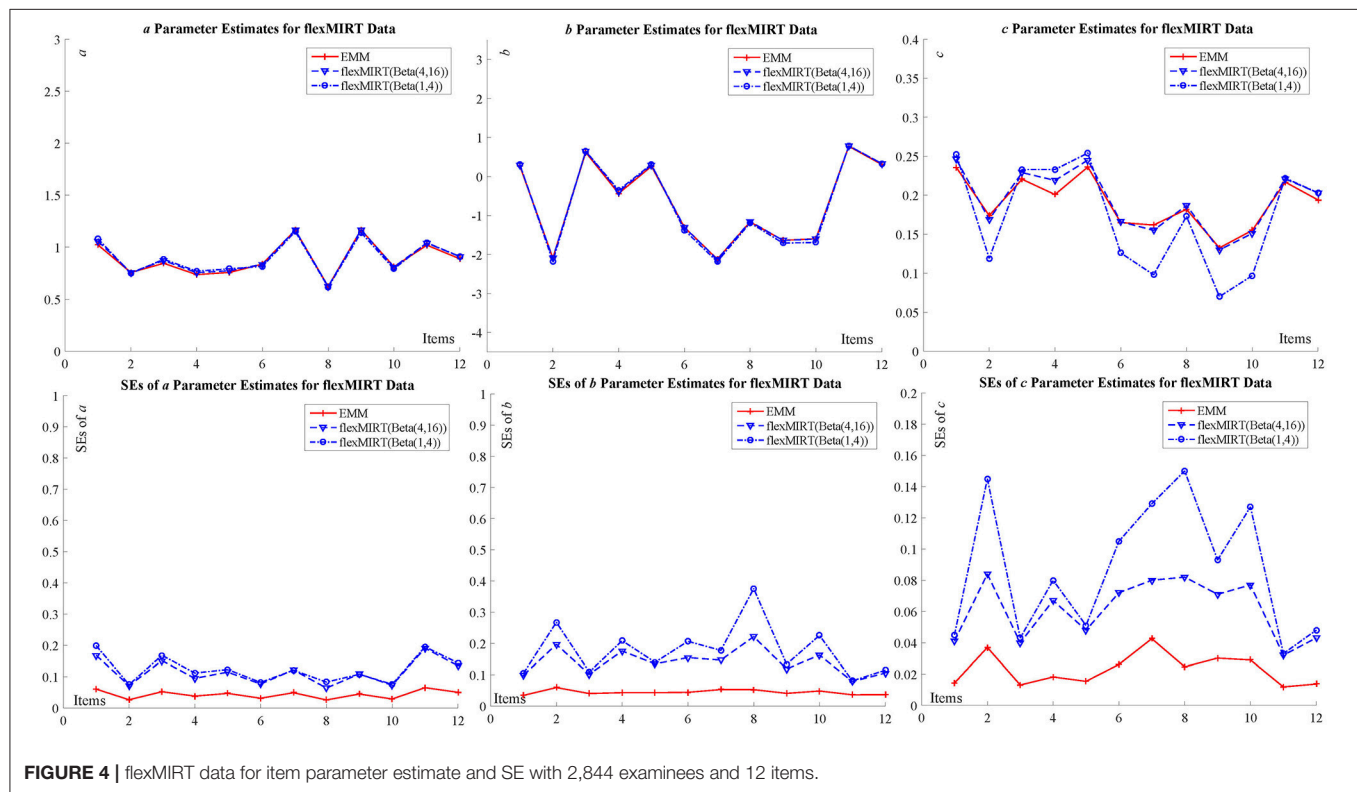 a Parameter Estimates for flexMIRT Data
a
3
2.5
2
1.5
1
0.5
0
EMM
flexMIRT(Beta(4,16))
flexMIRT(Beta(1,4))
Items
0 2 4 6 8 10 12
b Parameter Estimates for flexMIRT Data
b
3
2
1
0
-1
-2
-3
-4
EMM
flexMIRT(Beta(4,16))
flexMIRT(Beta(1,4))
Items
0 2 4 6 8 10 12
c Parameter Estimates for flexMIRT Data
c
0.4
0.35
0.3
0.25
0.2
0.15
0.1
0.05
0
EMM
flexMIRT(Beta(4,16))
flexMIRT(Beta(1,4))
Items
0 2 4 6 8 10 12
SEs of a Parameter Estimates for flexMIRT Data
SEs of a
1
0.9
0.8
0.7
0.6
0.5
0.4
0.3
0.2
0.1
0
EMM
flexMIRT(Beta(4,16))
flexMIRT(Beta(1,4))
Items
0 2 4 6 8 10 12
SEs of b Parameter Estimates for flexMIRT Data
SEs of b
1
0.9
0.8
0.7
0.6
0.5
0.4
0.3
0.2
0.1
0
EMM
flexMIRT(Beta(4,16))
flexMIRT(Beta(1,4))
Items
0 2 4 6 8 10 12
SEs of c Parameter Estimates for flexMIRT Data
SEs of c
0.2
0.18
0.16
0.14
0.12
0.1
0.08
0.06
0.04
0.02
0
EMM
flexMIRT(Beta(4,16))
flexMIRT(Beta(1,4))
Items
0 2 4 6 8 10 12
FIGURE 4 | flexMIRT data for item parameter estimate and SE with 2,844 examinees and 12 items.